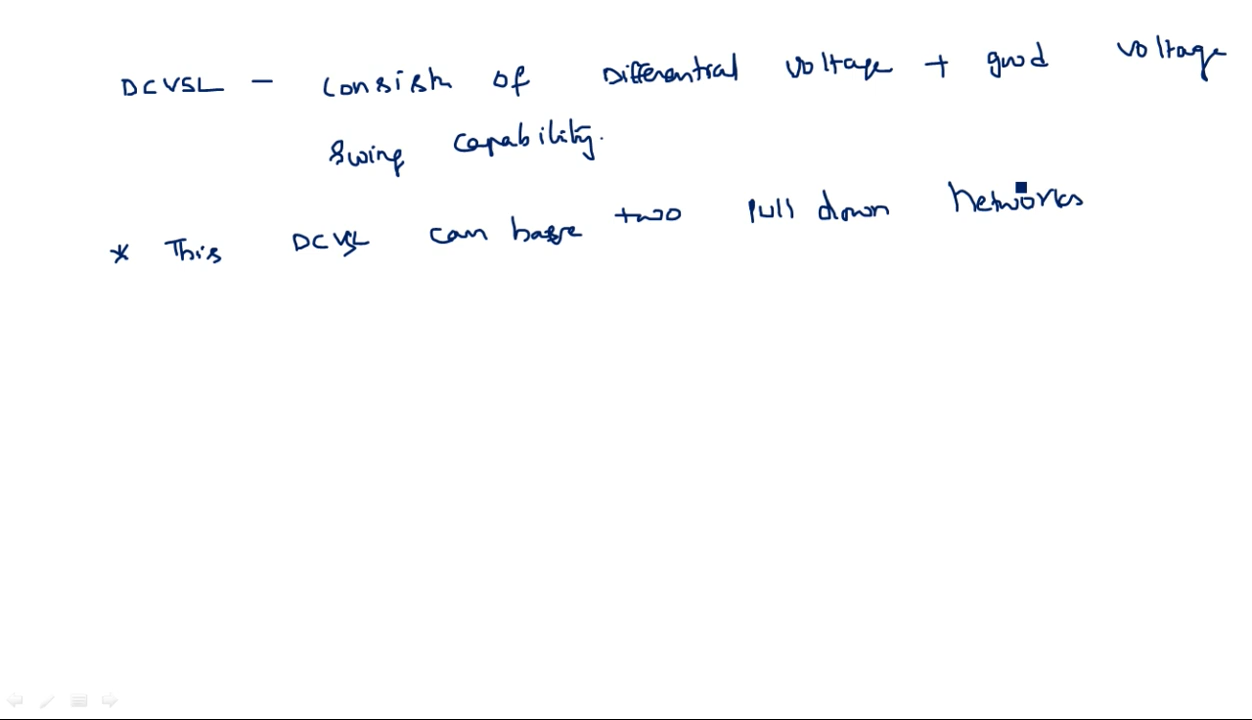 DCVSL - Consists of Differential voltage + good voltage
swing capability.
* This DCVSL can have two pull down networks